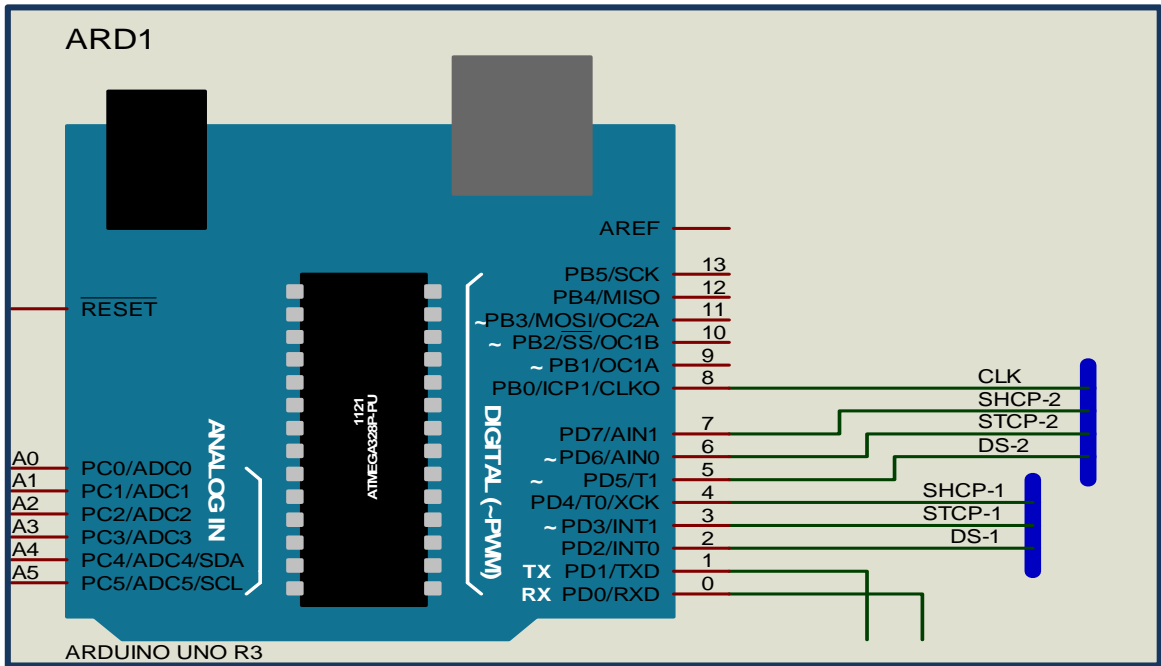 ARD1
AREF
PB5/SCK 13
PB4/MISO 12
~PB3/MOSI/OC2A 11
~ PB2/SS/OC1B 10
~ PB1/OC1A 9
PB0/ICP1/CLKO 8 CLK
SHCP-2
PD7/AIN1 7 STCP-2
~PD6/AIN0 6 DS-2
~ PD5/T1 5
PD4/T0/XCK 4 SHCP-1
~PD3/INT1 3 STCP-1
PD2/INT0 2 DS-1
TX PD1/TXD 1
RX PD0/RXD 0
RESET
A0 PC0/ADC0
A1 PC1/ADC1
A2 PC2/ADC2
A3 PC3/ADC3
A4 PC4/ADC4/SDA
A5 PC5/ADC5/SCL
ANALOG IN
1121
ATMEGA328P-PU
DIGITAL (~PWM)
ARDUINO UNO R3